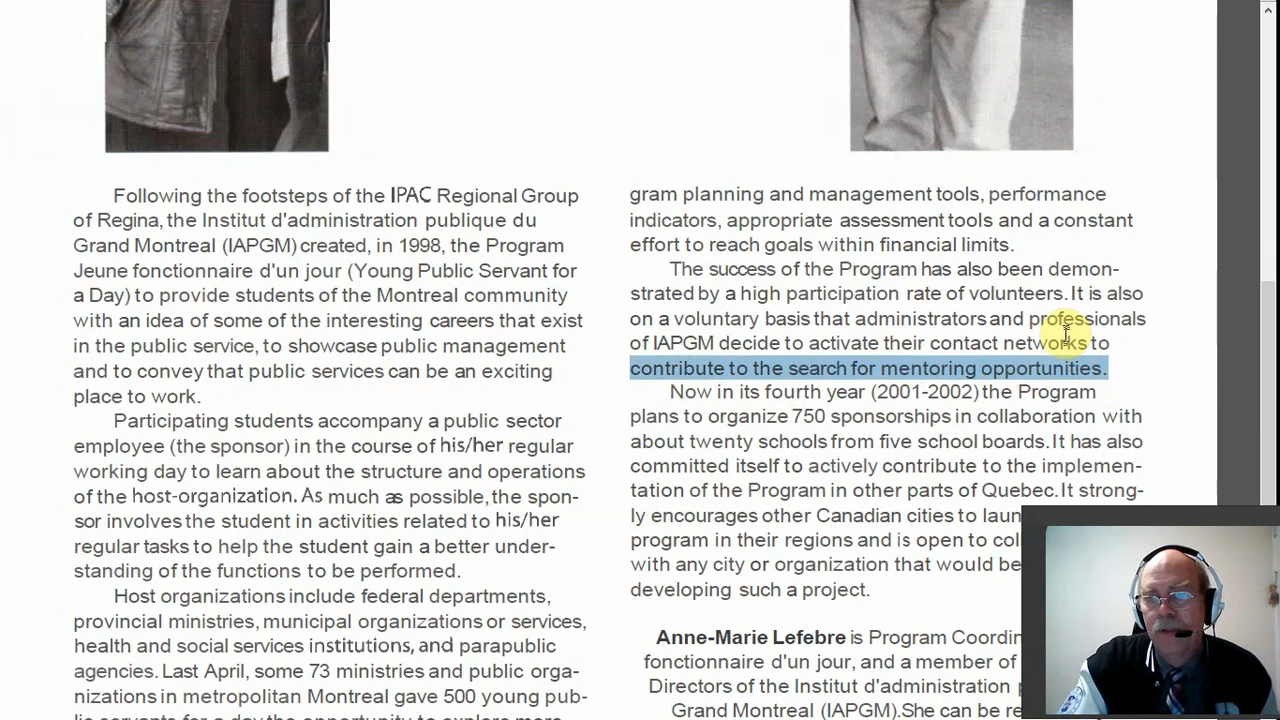 Following the footsteps of the IPAC Regional Group
of Regina, the Institut d'administration publique du
Grand Montreal (IAPGM) created, in 1998, the Program
Jeune fonctionnaire d'un jour (Young Public Servant for
a Day) to provide students of the Montreal community
with an idea of some of the interesting careers that exist
in the public service, to showcase public management
and to convey that public services can be an exciting
place to work.
Participating students accompany a public sector
employee (the sponsor) in the course of his/her regular
working day to learn about the structure and operations
of the host-organization. As much as possible, the spon-
sor involves the student in activities related to his/her
regular tasks to help the student gain a better under-
standing of the functions to be performed.
Host organizations include federal departments,
provincial ministries, municipal organizations or services,
health and social services institutions, and parapublic
agencies. Last April, some 73 ministries and public orga-
nizations in metropolitan Montreal gave 500 young pub-
lic servants for a day the opportunity to explore more
gram planning and management tools, performance
indicators, appropriate assessment tools and a constant
effort to reach goals within financial limits.
The success of the Program has also been demon-
strated by a high participation rate of volunteers. It is also
on a voluntary basis that administrators and professionals
of IAPGM decide to activate their contact networks to
contribute to the search for mentoring opportunities.
Now in its fourth year (2001-2002) the Program
plans to organize 750 sponsorships in collaboration with
about twenty schools from five school boards. It has also
committed itself to actively contribute to the implemen-
tation of the Program in other parts of Quebec. It strong-
ly encourages other Canadian cities to
program in their regions and is open to
with any city or organization that would be
developing such a project.
Anne-Marie Lefebre is Program
fonctionnaire d'un jour, and a member of
Directors of the Institut d'administration
Grand Montreal (IAPGM). She can be